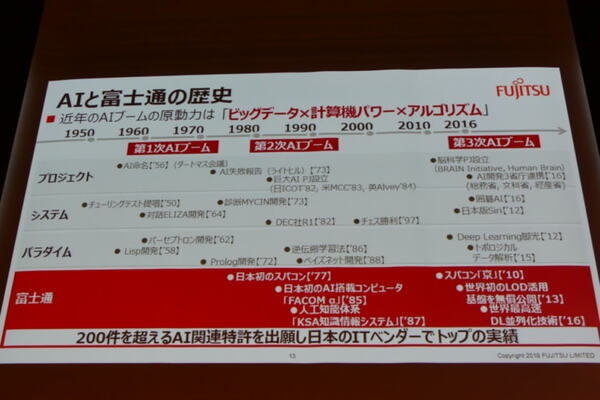 AIと富士通の歴史
FUJITSU
■ 近年のAIブームの原動力は「ビッグデータ×計算機パワー×アルゴリズム」
1950 1960 1970 1980 1990 2000 2010 2016
第1次AIブーム 第2次AIブーム 第3次AIブーム
プロジェクト
●AI命名【'56】(ダートマス会議)
●AI失敗報告(ライトヒル)【'73】
●巨大AI PJ設立
(日ICOT'82, 米MCC'83, 英Alvey'84)
●脳科学PJ設立
(BRAIN Initiative, Human Brain)
●AI開発3省庁連携【'16】
(総務省, 文科省, 経産省)
システム
●チューリングテスト提唱【'50】
●対話ELIZA開発【'64】
●診断MYCIN開発【'73】
●DEC社R1【'82】
●チェス勝利【'97】
●囲碁AI【'16】
●日本版Siri【'12】
パラダイム
●パーセプトロン開発【'62】
●Lisp開発【'58】
●Prolog開発【'72】
●逆伝搬学習法【'86】
●ベイズネット開発【'88】
●Deep Learning脚光【'12】
●トポロジカル
データ解析【'15】
富士通
●日本初のスパコン【'77】
●日本初のAI搭載コンピュータ
「FACOM α」【'85】
●人工知能体系
「KSA知識情報システム」【'87】
●スパコン「京」【'10】
●世界初のLOD活用
基盤を無償公開【'13】
●世界最高速
DL並列化技術【'16】
200件を超えるAI関連特許を出願し日本のITベンダーでトップの実績
13
Copyright 2016 FUJITSU LIMITED